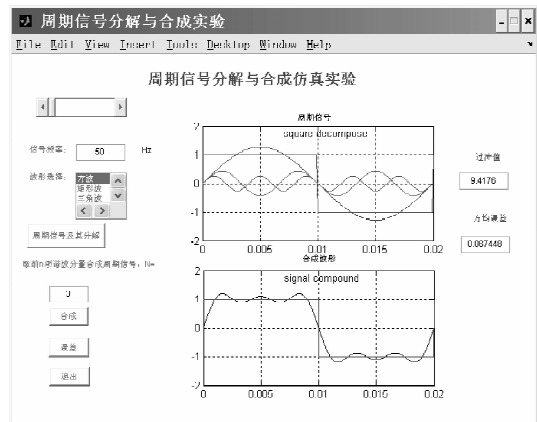 周期信号分解与合成实验
File Edit View Insert Tools Desktop Window Help
周期信号分解与合成仿真实验
信号频率： 50 Hz
波形选择： 方波
矩形波
三角波
周期信号及其分解
取前n项谐波分量合成周期信号：N=
3
合成
误差
退出
周期信号
square decompose
2
1
0
-1
-2
0 0.005 0.01 0.015 0.02
合成波形
signal compound
2
1
0
-1
-2
0 0.005 0.01 0.015 0.02
过冲值
9.4176
方均误差
0.087448